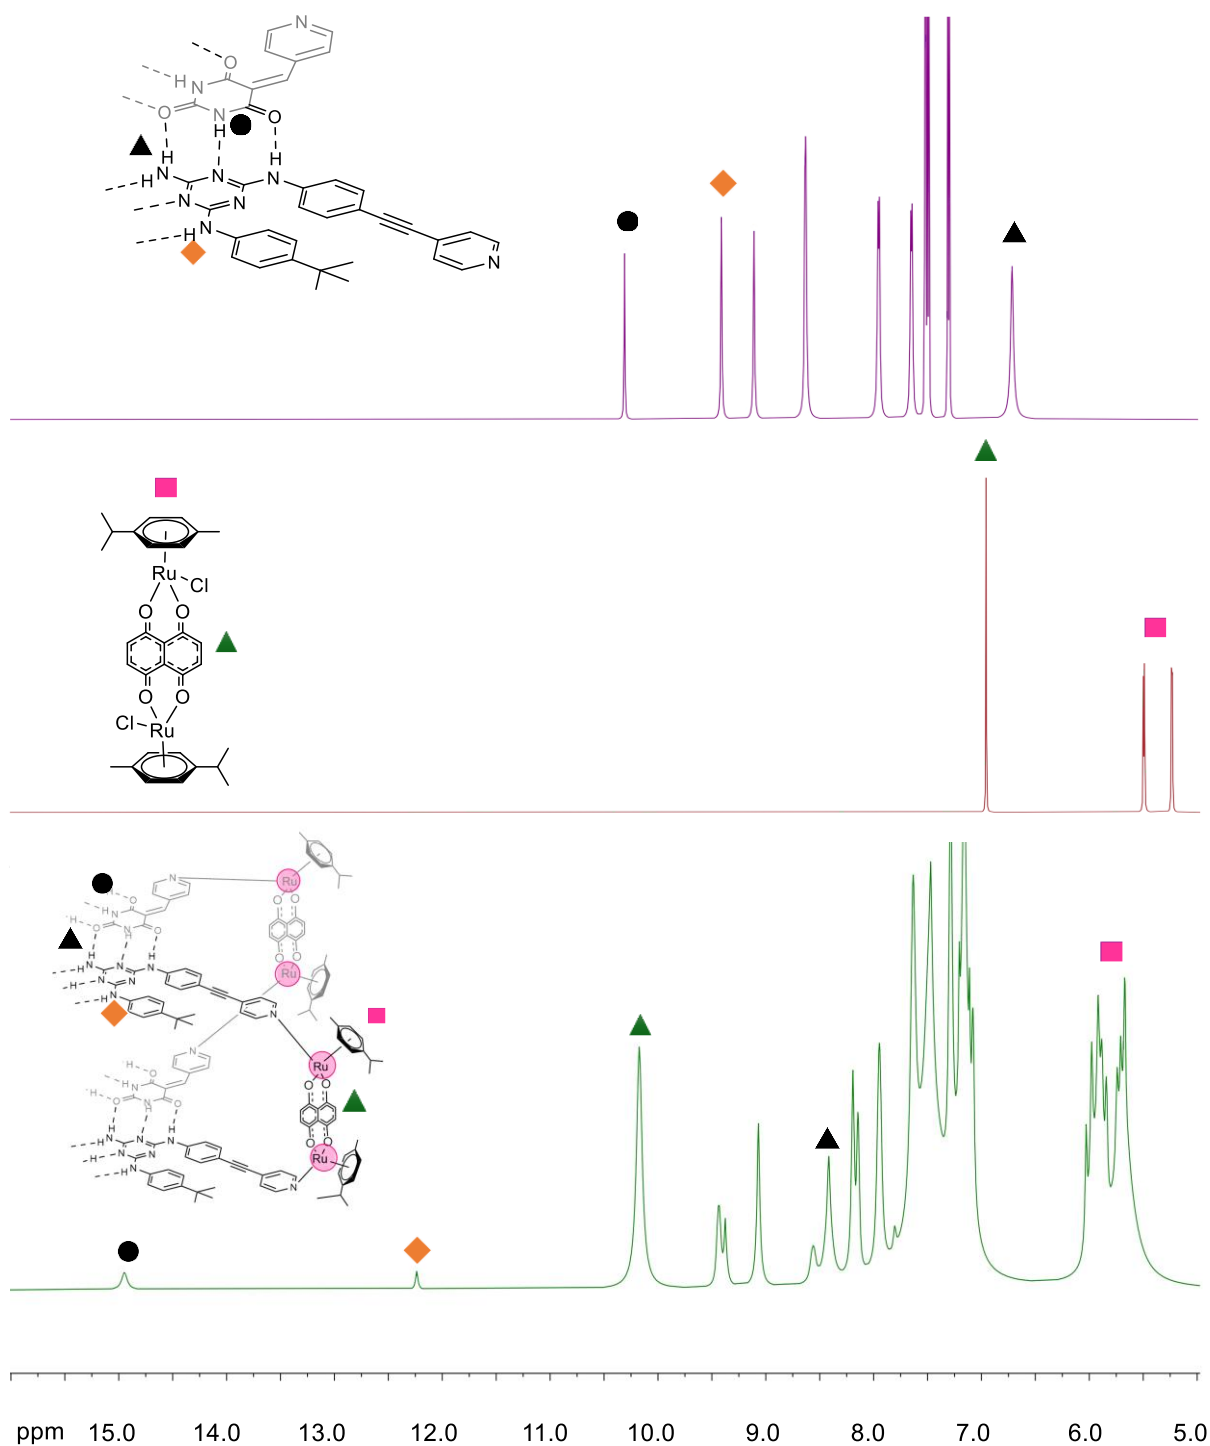 N
O
H N
O N O
H
H H
H N N N
N N
N
H N
Ru
Cl
O O
O O
Cl
Ru
N Ru
O O O
H N
H O N O
H
H H O O
N N N Ru
H
N N
H N
N
N Ru
H O
H N O O
O N O
H
H H
N N N
H N N O O
H N Ru
N
ppm 15.0 14.0 13.0 12.0 11.0 10.0 9.0 8.0 7.0 6.0 5.0